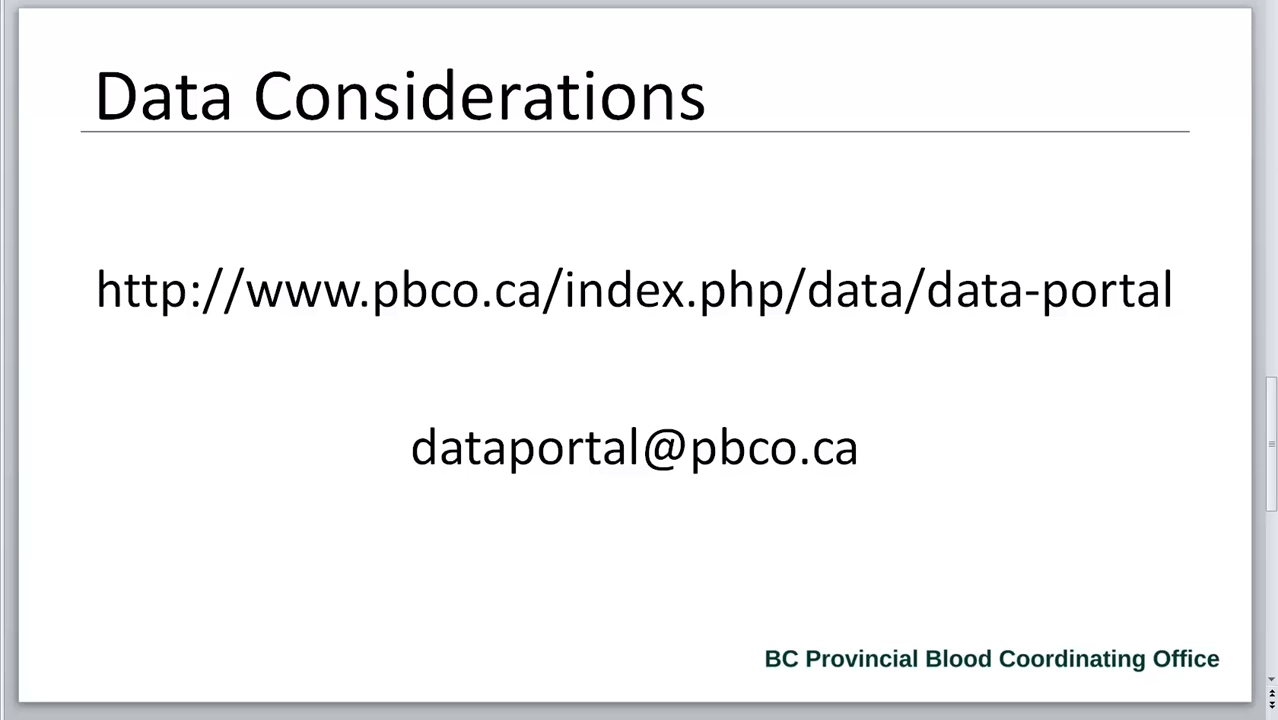 Data Considerations
http://www.pbco.ca/index.php/data/data-portal
dataportal@pbco.ca
BC Provincial Blood Coordinating Office